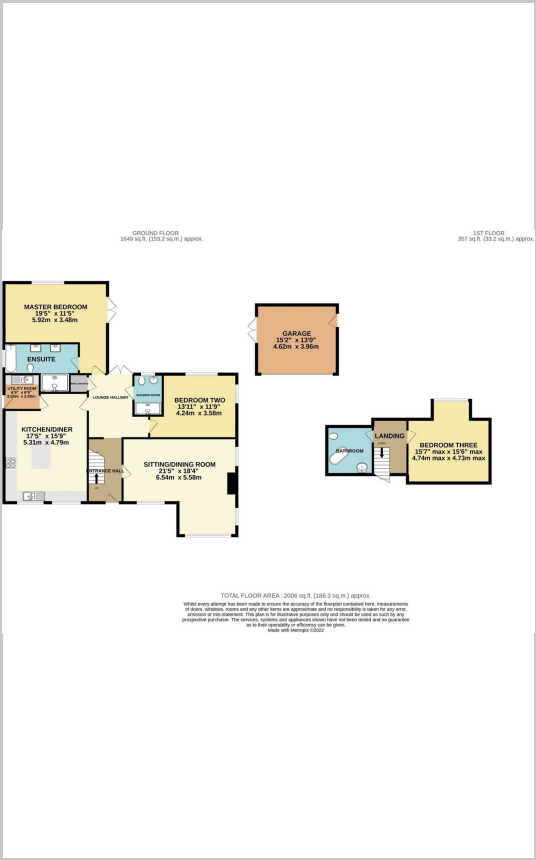 GROUND FLOOR
1649 sq.ft. (153.2 sq.m.) approx.
1ST FLOOR
357 sq.ft. (33.2 sq.m.) approx.
MASTER BEDROOM
19'5" x 11'5"
5.92m x 3.48m
ENSUITE
UTILITY ROOM
LOUNGE HALLWAY
SHOWER ROOM
BEDROOM TWO
13'11" x 11'9"
4.24m x 3.58m
KITCHEN/DINER
17'5" x 15'9"
5.31m x 4.79m
ENTRANCE HALL
UP
SITTING/DINING ROOM
21'5" x 18'4"
6.54m x 5.58m
GARAGE
15'2" x 13'0"
4.62m x 3.96m
BATHROOM
LANDING
BEDROOM THREE
15'7" max x 15'6" max
4.74m max x 4.73m max
TOTAL FLOOR AREA : 2006 sq.ft. (186.3 sq.m.) approx.
Whilst every attempt has been made to ensure the accuracy of the floorplan contained here, measurements
of doors, windows, rooms and any other items are approximate and no responsibility is taken for any error,
omission or mis-statement. This plan is for illustrative purposes only and should be used as such by any
prospective purchaser. The services, systems and appliances shown have not been tested and no guarantee
as to their operability or efficiency can be given.
Made with Metropix ©2022